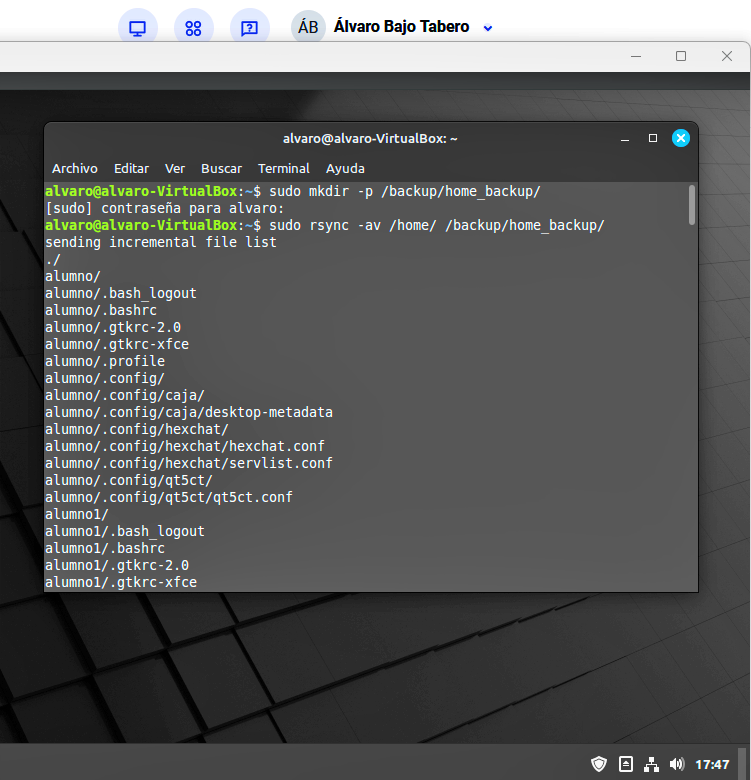 ÁB Álvaro Bajo Tabero
alvaro@alvaro-VirtualBox: ~
Archivo Editar Ver Buscar Terminal Ayuda
alvaro@alvaro-VirtualBox:~$ sudo mkdir -p /backup/home_backup/
[sudo] contraseña para alvaro:
alvaro@alvaro-VirtualBox:~$ sudo rsync -av /home/ /backup/home_backup/
sending incremental file list
./
alumno/
alumno/.bash_logout
alumno/.bashrc
alumno/.gtkrc-2.0
alumno/.gtkrc-xfce
alumno/.profile
alumno/.config/
alumno/.config/caja/
alumno/.config/caja/desktop-metadata
alumno/.config/hexchat/
alumno/.config/hexchat/hexchat.conf
alumno/.config/hexchat/servlist.conf
alumno/.config/qt5ct/
alumno/.config/qt5ct/qt5ct.conf
alumno1/
alumno1/.bash_logout
alumno1/.bashrc
alumno1/.gtkrc-2.0
alumno1/.gtkrc-xfce
17:47